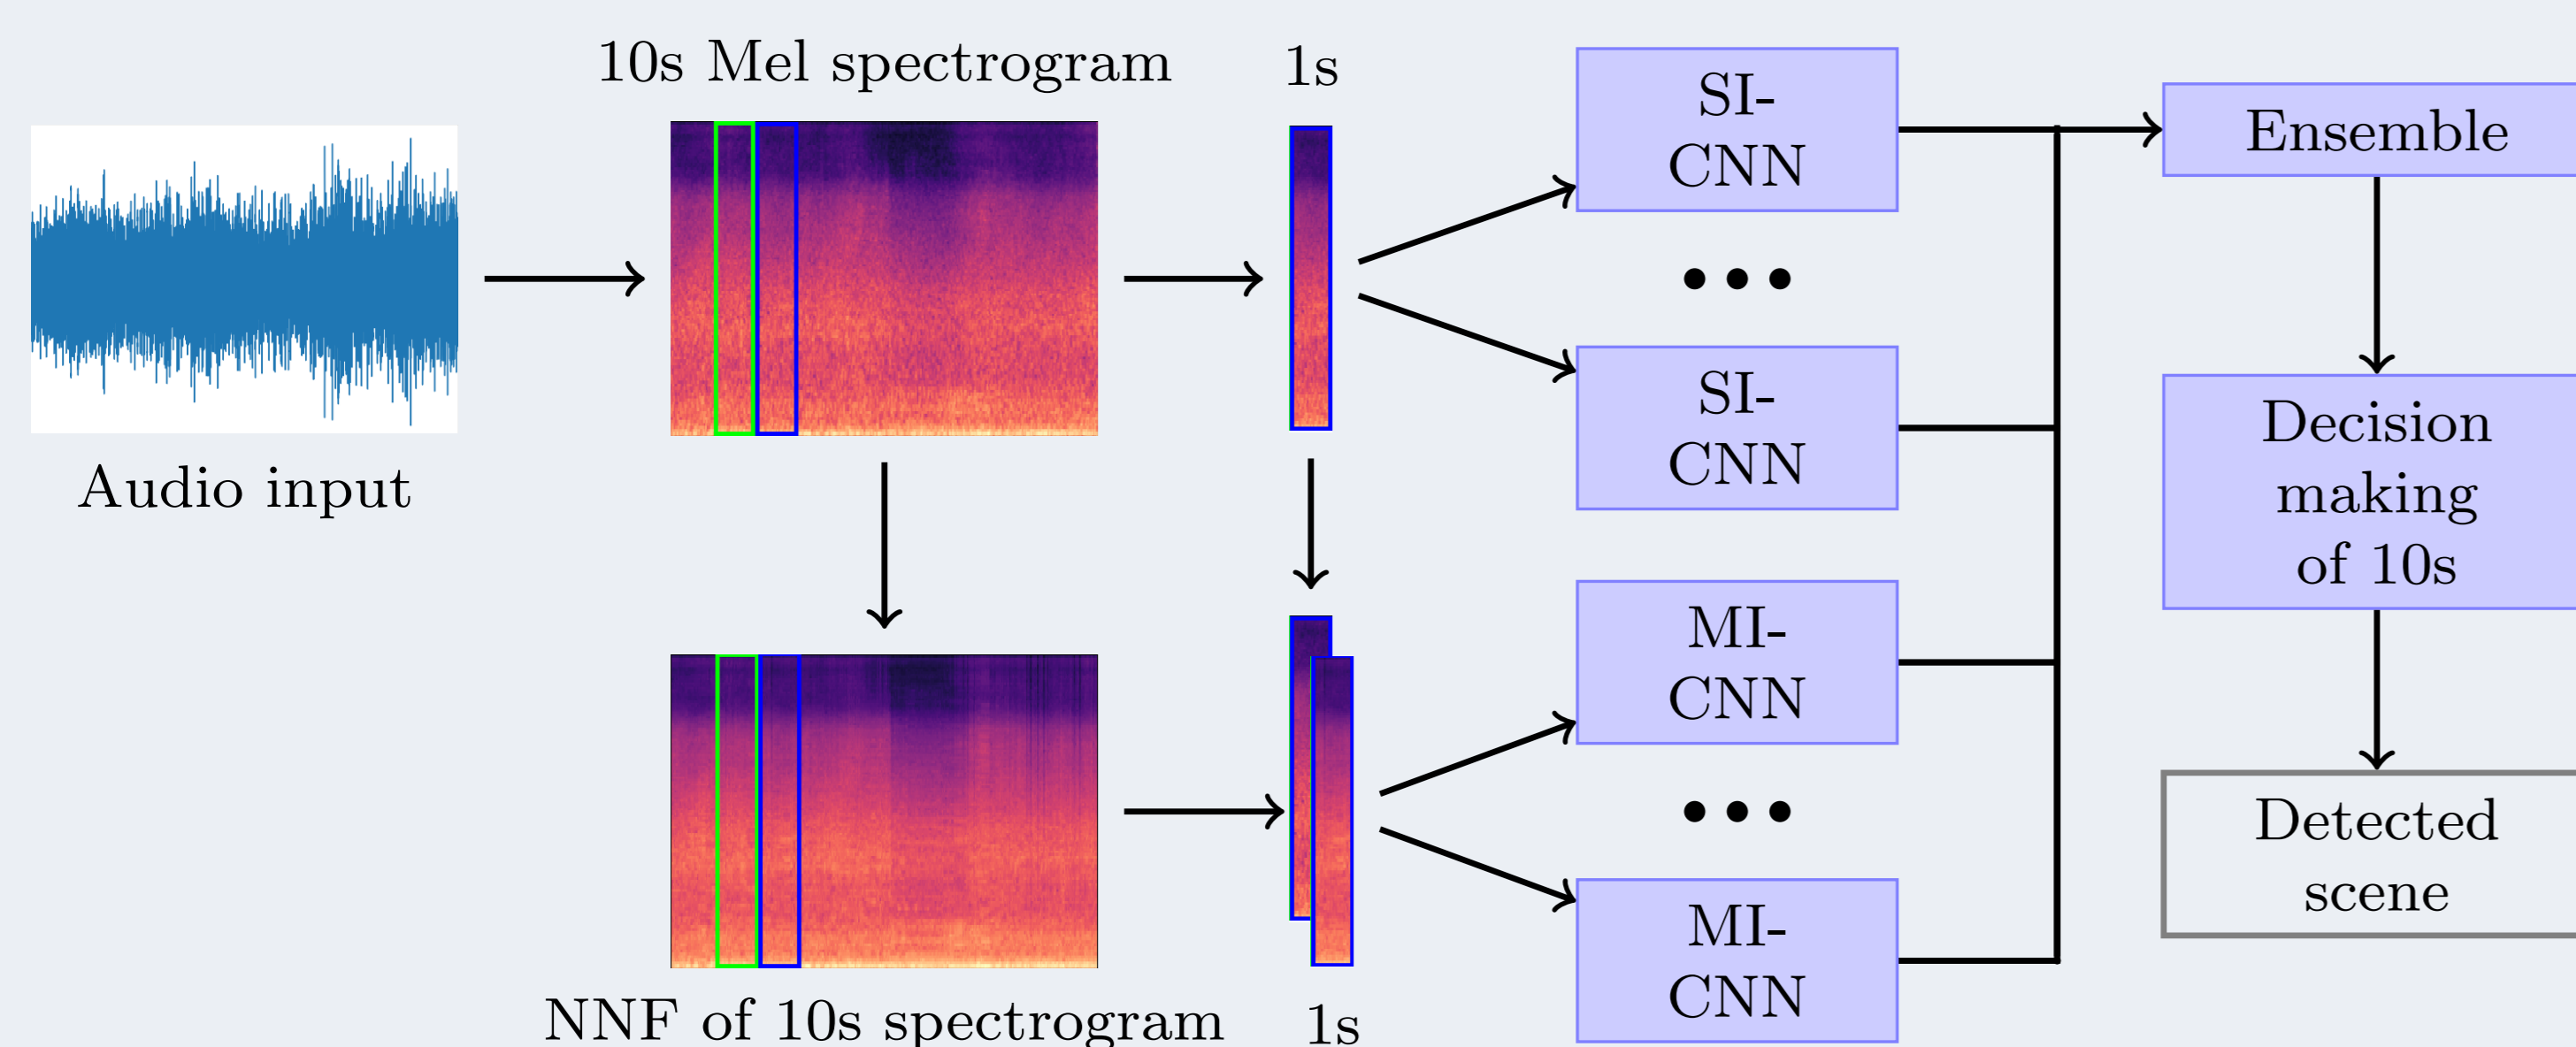 10s Mel spectrogram
1s
Audio input
NNF of 10s spectrogram
1s
SI-
CNN
SI-
CNN
MI-
CNN
MI-
CNN
Ensemble
Decision
making
of 10s
Detected
scene